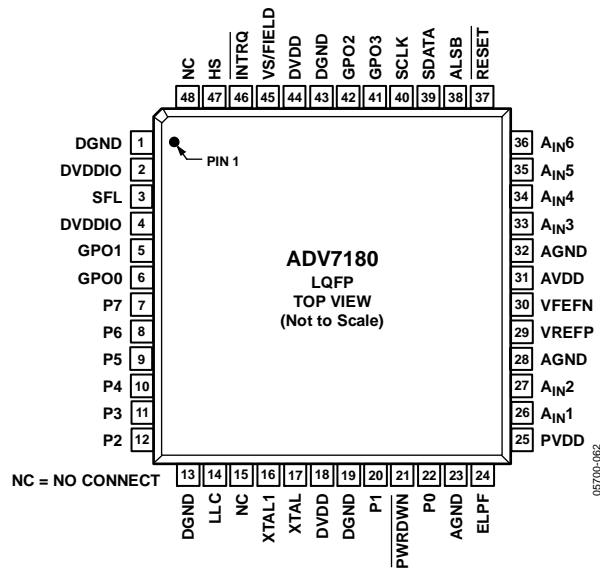 NC
HS
INTRQ
VS/FIELD
DVDD
DGND
GPO2
GPO3
SCLK
SDATA
ALSB
RESET
48 47 46 45 44 43 42 41 40 39 38 37
DGND 1
DVDDIO 2
SFL 3
DVDDIO 4
GPO1 5
GPO0 6
P7 7
P6 8
P5 9
P4 10
P3 11
P2 12
PIN 1
ADV7180
LQFP
TOP VIEW
(Not to Scale)
36 AIN6
35 AIN5
34 AIN4
33 AIN3
32 AGND
31 AVDD
30 VFEFN
29 VREFP
28 AGND
27 AIN2
26 AIN1
25 PVDD
NC = NO CONNECT
13 14 15 16 17 18 19 20 21 22 23 24
DGND
LLC
NC
XTAL1
XTAL
DVDD
DGND
P1
PWRDWN
P0
AGND
ELPF
05700-062